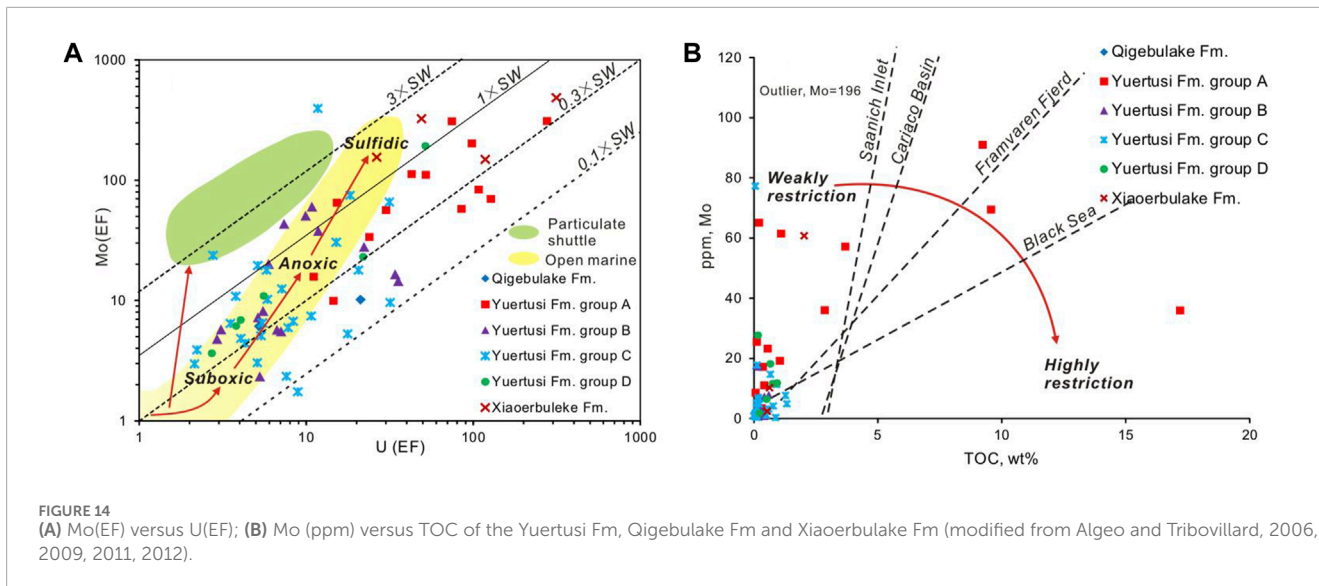 A
Mo(EF)
1000
100
10
1
1
10
100
1000
U (EF)
3×SW
1×SW
0.3×SW
0.1×SW
Sulfidic
Anoxic
Suboxic
Particulate
shuttle
Open marine
Qigebulake Fm.
Yuertusi Fm. group A
Yuertusi Fm. group B
Yuertusi Fm. group C
Yuertusi Fm. group D
Xiaoerbuleke Fm.
B
ppm, Mo
120
100
80
60
40
20
0
0
5
10
15
20
TOC, wt%
Outlier, Mo=196
Saanich Inlet
Cariaco Basin
Framvaren Fjerd
Black Sea
Weakly
restriction
Highly
restriction
Qigebulake Fm.
Yuertusi Fm. group A
Yuertusi Fm. group B
Yuertusi Fm. group C
Yuertusi Fm. group D
Xiaoerbulake Fm.
FIGURE 14
(A) Mo(EF) versus U(EF); (B) Mo (ppm) versus TOC of the Yuertusi Fm, Qigebulake Fm and Xiaoerbulake Fm (modified from Algeo and Tribovillard, 2006,
2009, 2011, 2012).